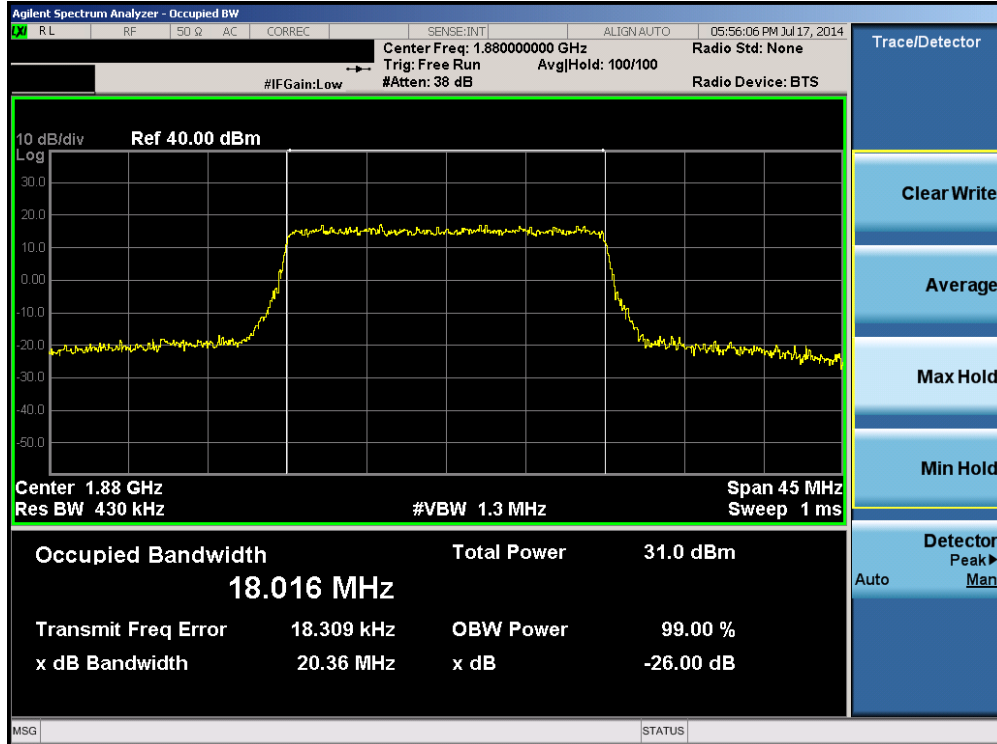 Agilent Spectrum Analyzer - Occupied BW
LXI RL RF 50 Ω AC CORREC SENSE:INT ALIGN AUTO 05:56:06 PM Jul 17, 2014
Center Freq: 1.880000000 GHz Radio Std: None
Trig: Free Run Avg|Hold: 100/100
#IFGain:Low #Atten: 38 dB Radio Device: BTS
Trace/Detector
10 dB/div Ref 40.00 dBm
Log
30.0
20.0
10.0
0.00
-10.0
-20.0
-30.0
-40.0
-50.0
Center 1.88 GHz Span 45 MHz
Res BW 430 kHz #VBW 1.3 MHz Sweep 1 ms
Occupied Bandwidth Total Power 31.0 dBm
18.016 MHz
Transmit Freq Error 18.309 kHz OBW Power 99.00 %
x dB Bandwidth 20.36 MHz x dB -26.00 dB
Clear Write
Average
Max Hold
Min Hold
Detector
Peak▶
Auto Man
MSG STATUS